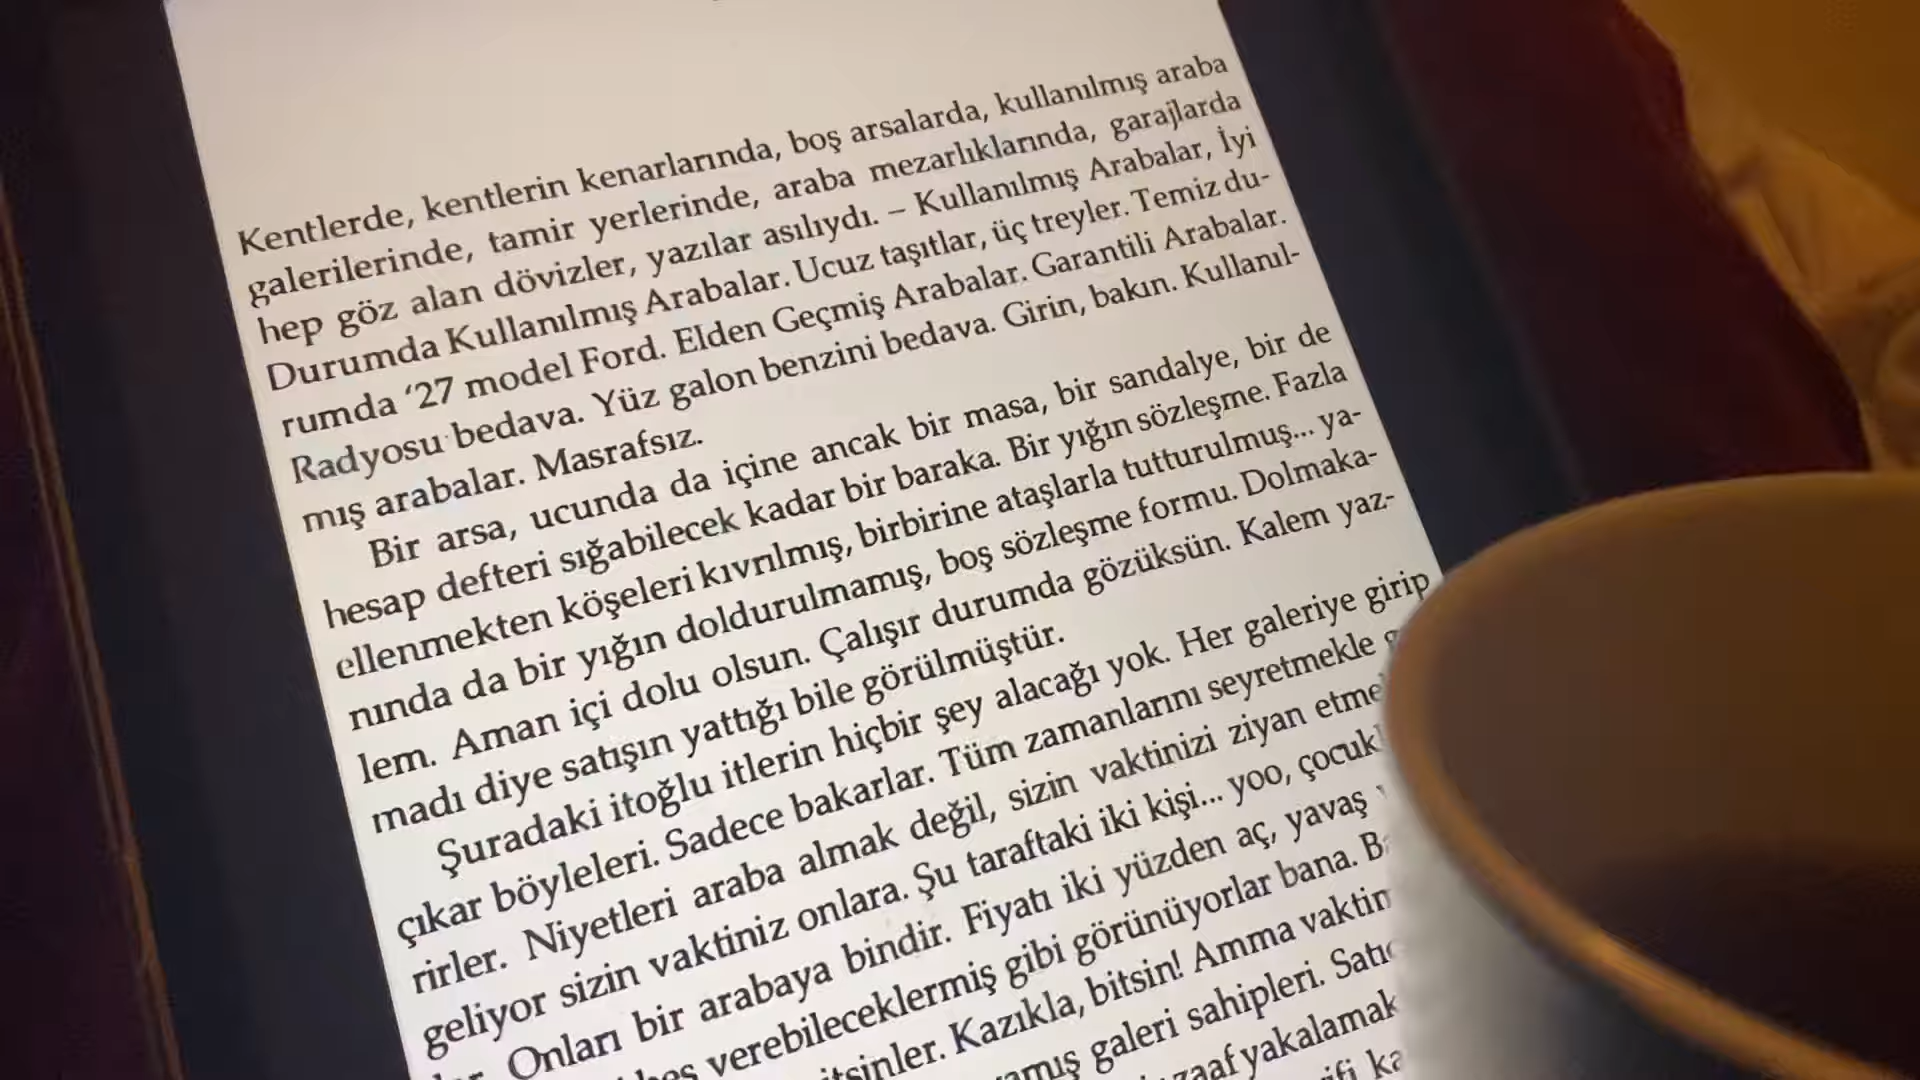 Kentlerde, kentlerin kenarlarında, boş arsalarda, kullanılmış araba
galerilerinde, tamir yerlerinde, araba mezarlıklarında, garajlarda
hep göz alan dövizler, yazılar asılıydı. – Kullanılmış Arabalar, İyi
Durumda Kullanılmış Arabalar. Ucuz taşıtlar, üç treyler. Temiz du-
rumda ‘27 model Ford. Elden Geçmiş Arabalar. Garantili Arabalar.
Radyosu bedava. Yüz galon benzini bedava. Girin, bakın. Kullanıl-
mış arabalar. Masrafsız.
Bir arsa, ucunda da içine ancak bir masa, bir sandalye, bir de
hesap defteri sığabilecek kadar bir baraka. Bir yığın sözleşme. Fazla
ellenmekten köşeleri kıvrılmış, birbirine ataşlarla tutturulmuş... ya-
nında da bir yığın doldurulmamış, boş sözleşme formu. Dolmaka-
lem. Aman içi dolu olsun. Çalışır durumda gözüksün. Kalem yaz-
madı diye satışın yattığı bile görülmüştür.
Şuradaki itoğlu itlerin hiçbir şey alacağı yok. Her galeriye girip
çıkar böyleleri. Sadece bakarlar. Tüm zamanlarını seyretmekle
rirler. Niyetleri araba almak değil, sizin vaktinizi ziyan
geliyor sizin vaktiniz onlara. Şu taraftaki iki kişi... yoo,
Onları bir arabaya bindir. Fiyatı iki yüzden aç, yavaş
verebileceklermiş gibi görünüyorlar bana.
Kazıkla, bitsin! Amma
galeri sahipleri.
yakalamak